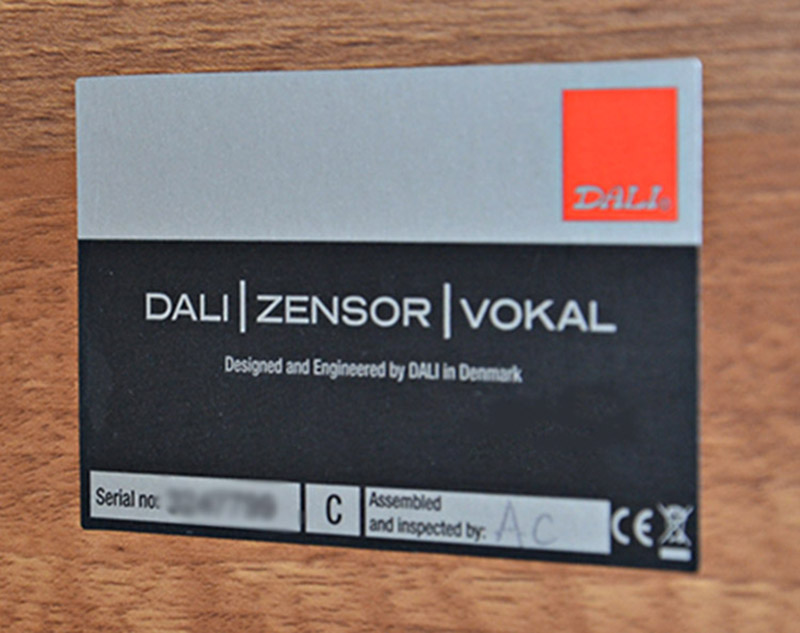 DALI®
DALI | ZENSOR | VOKAL
Designed and Engineered by DALI in Denmark
Serial no:
C
Assembled
and inspected by: Ac
CE